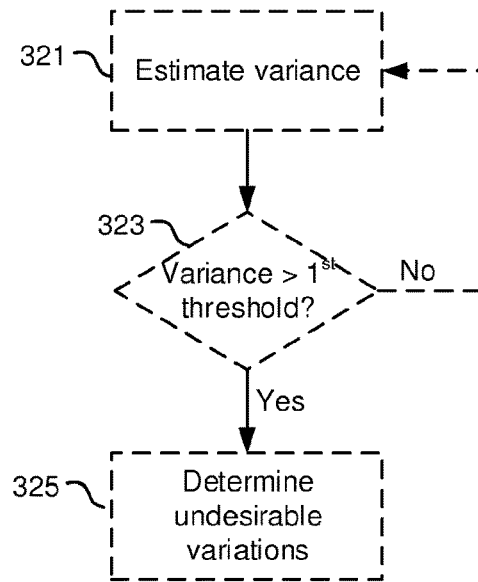 321
Estimate variance
323
Variance > 1st
threshold?
No
Yes
325
Determine
undesirable
variations